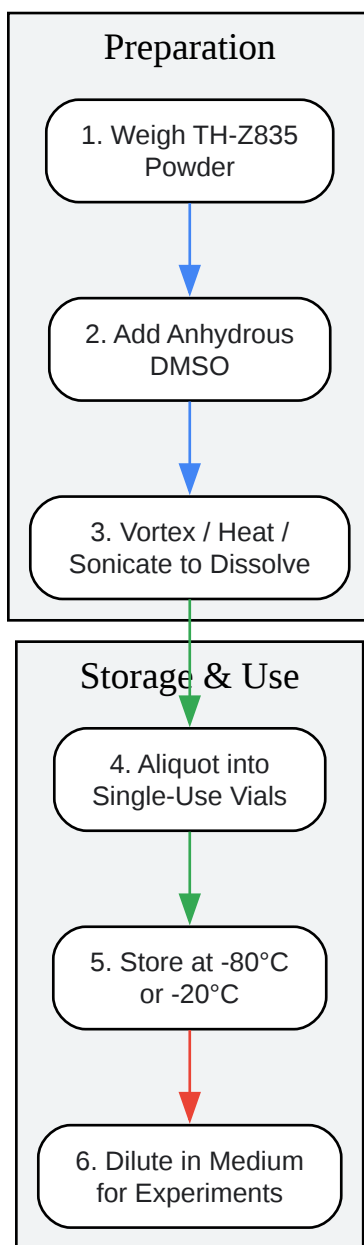 Preparation
1. Weigh TH-Z835
Powder
2. Add Anhydrous
DMSO
3. Vortex / Heat /
Sonicate to Dissolve
Storage & Use
4. Aliquot into
Single-Use Vials
5. Store at -80°C
or -20°C
6. Dilute in Medium
for Experiments